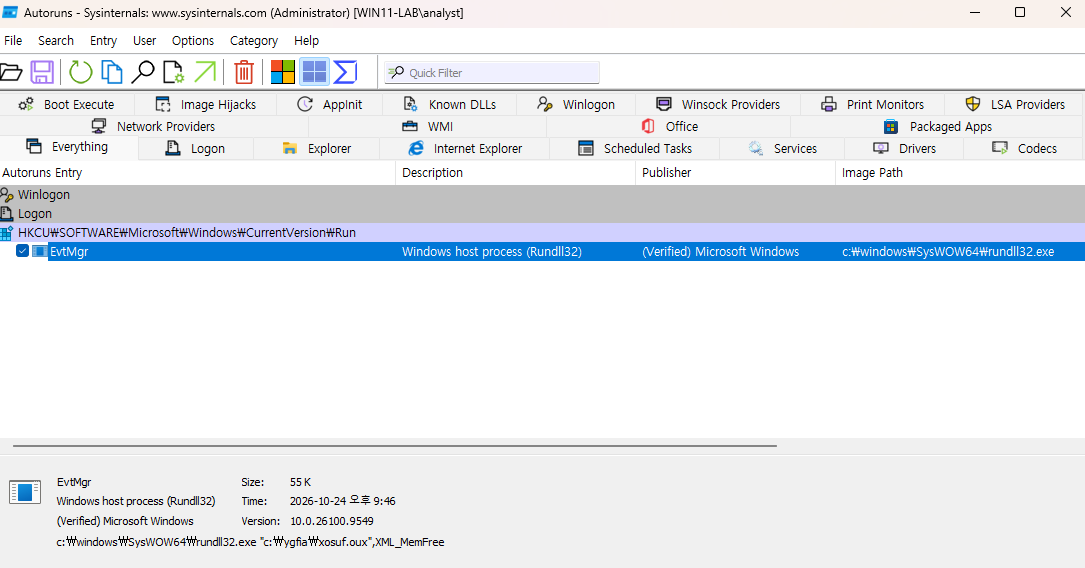 Autoruns - Sysinternals: www.sysinternals.com (Administrator) [WIN11-LAB\analyst]
File Search Entry User Options Category Help
Quick Filter
Boot Execute Image Hijacks AppInit Known DLLs Winlogon Winsock Providers Print Monitors LSA Providers
Network Providers WMI Office Packaged Apps
Everything Logon Explorer Internet Explorer Scheduled Tasks Services Drivers Codecs
Autoruns Entry Description Publisher Image Path
Winlogon
Logon
HKCU₩SOFTWARE₩Microsoft₩Windows₩CurrentVersion₩Run
EvtMgr Windows host process (Rundll32) (Verified) Microsoft Windows c:₩windows₩SysWOW64₩rundll32.exe
EvtMgr Size: 55 K
Windows host process (Rundll32) Time: 2026-10-24 오후 9:46
(Verified) Microsoft Windows Version: 10.0.26100.9549
c:₩windows₩SysWOW64₩rundll32.exe "c:₩ygfia₩xosuf.oux",XML_MemFree